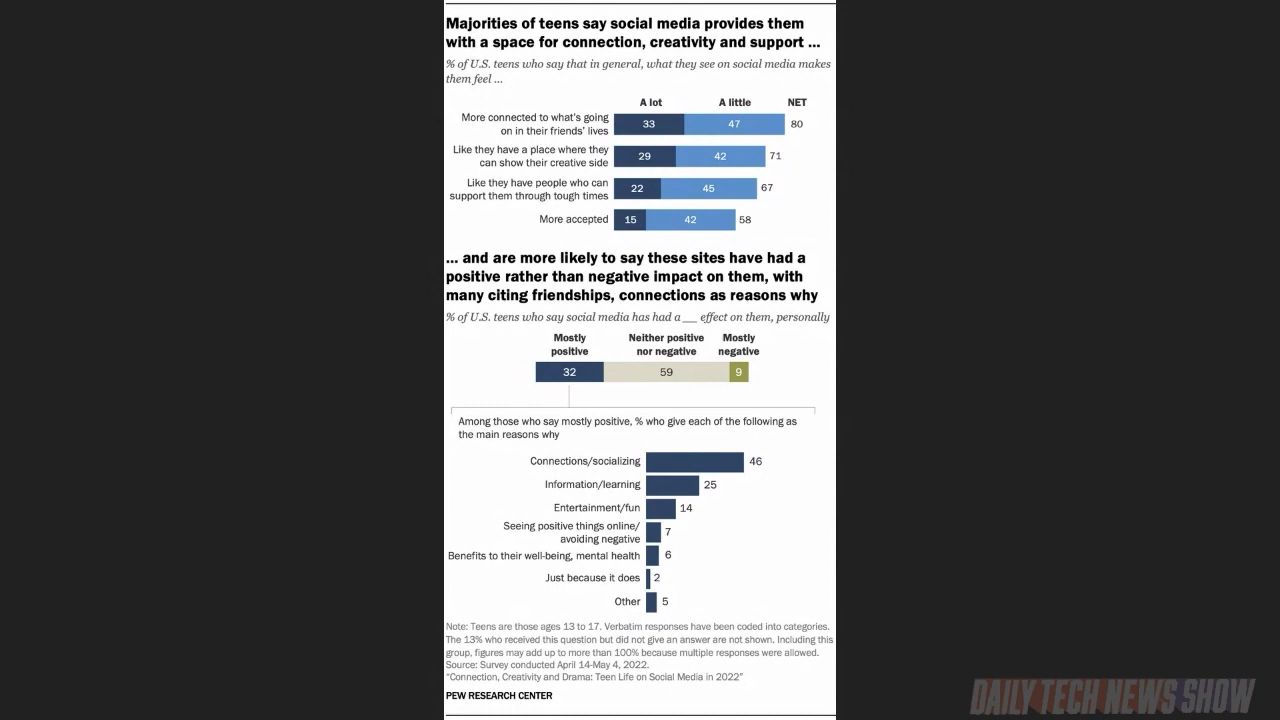 Majorities of teens say social media provides them
with a space for connection, creativity and support ...
% of U.S. teens who say that in general, what they see on social media makes
them feel ...
A lot A little NET
More connected to what's going
on in their friends' lives
33 47 80
Like they have a place where they
can show their creative side
29 42 71
Like they have people who can
support them through tough times
22 45 67
More accepted 15 42 58
... and are more likely to say these sites have had a
positive rather than negative impact on them, with
many citing friendships, connections as reasons why
% of U.S. teens who say social media has had a __ effect on them, personally
Mostly
positive
Neither positive
nor negative
Mostly
negative
32 59 9
Among those who say mostly positive, % who give each of the following as
the main reasons why
Connections/socializing 46
Information/learning 25
Entertainment/fun 14
Seeing positive things online/
avoiding negative
7
Benefits to their well-being, mental health 6
Just because it does 2
Other 5
Note: Teens are those ages 13 to 17. Verbatim responses have been coded into categories.
The 13% who received this question but did not give an answer are not shown. Including this
group, figures may add up to more than 100% because multiple responses were allowed.
Source: Survey conducted April 14-May 4, 2022.
"Connection, Creativity and Drama: Teen Life on Social Media in 2022"
PEW RESEARCH CENTER
DAILY TECH NEWS SHOW